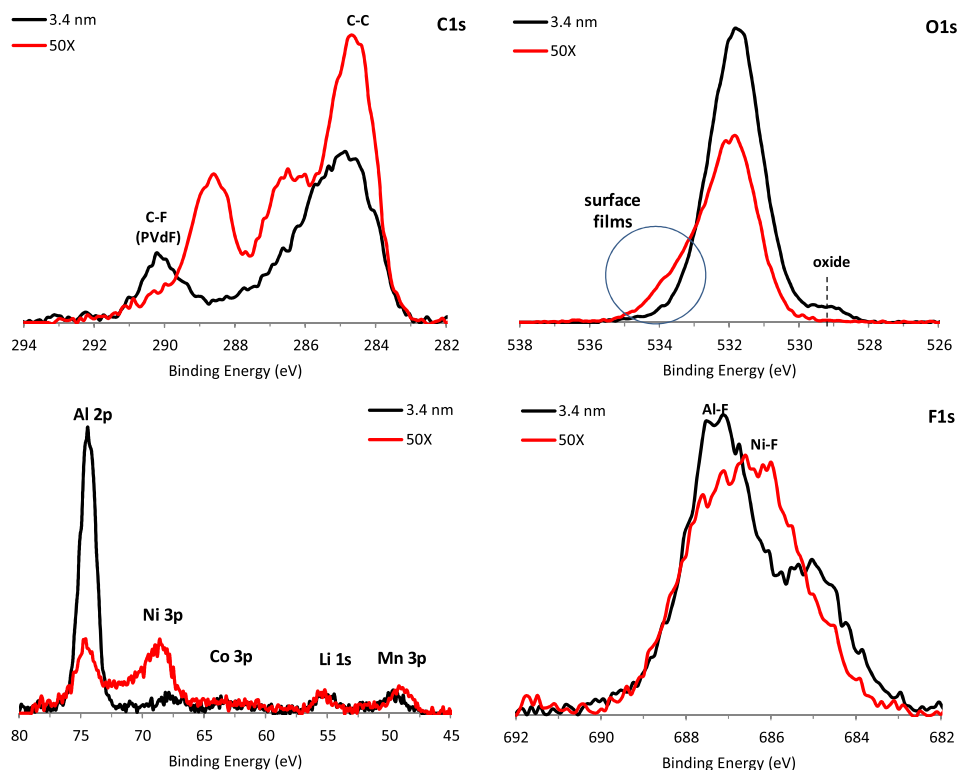 3.4 nm
50X
C-C
C1s
C-F
(PVdF)
294 292 290 288 286 284 282
Binding Energy (eV)
3.4 nm
50X
O1s
surface
films
oxide
538 536 534 532 530 528 526
Binding Energy (eV)
Al 2p
3.4 nm
50X
Ni 3p
Co 3p
Li 1s
Mn 3p
80 75 70 65 60 55 50 45
Binding Energy (eV)
3.4 nm
50X
Al-F
F1s
Ni-F
692 690 688 686 684 682
Binding Energy (eV)